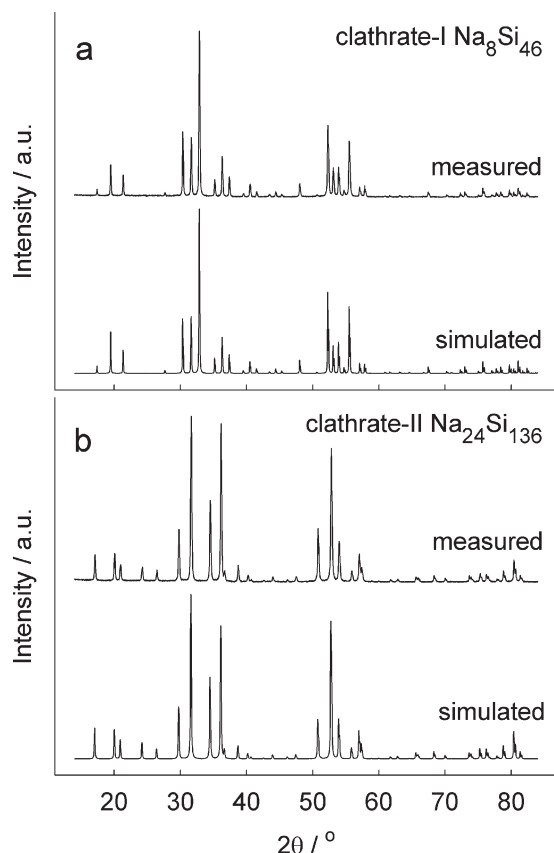 a
clathrate-I Na₈Si₄₆
measured
simulated
Intensity / a.u.
b
clathrate-II Na₂₄Si₁₃₆
measured
simulated
Intensity / a.u.
20 30 40 50 60 70 80
2θ / °